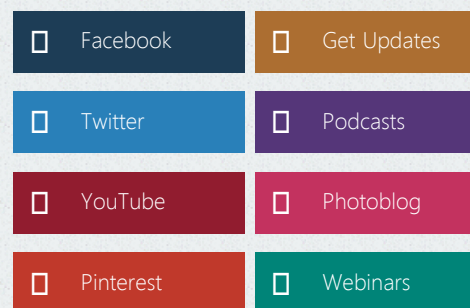 Facebook
Get Updates
Twitter
Podcasts
YouTube
Photoblog
Pinterest
Webinars